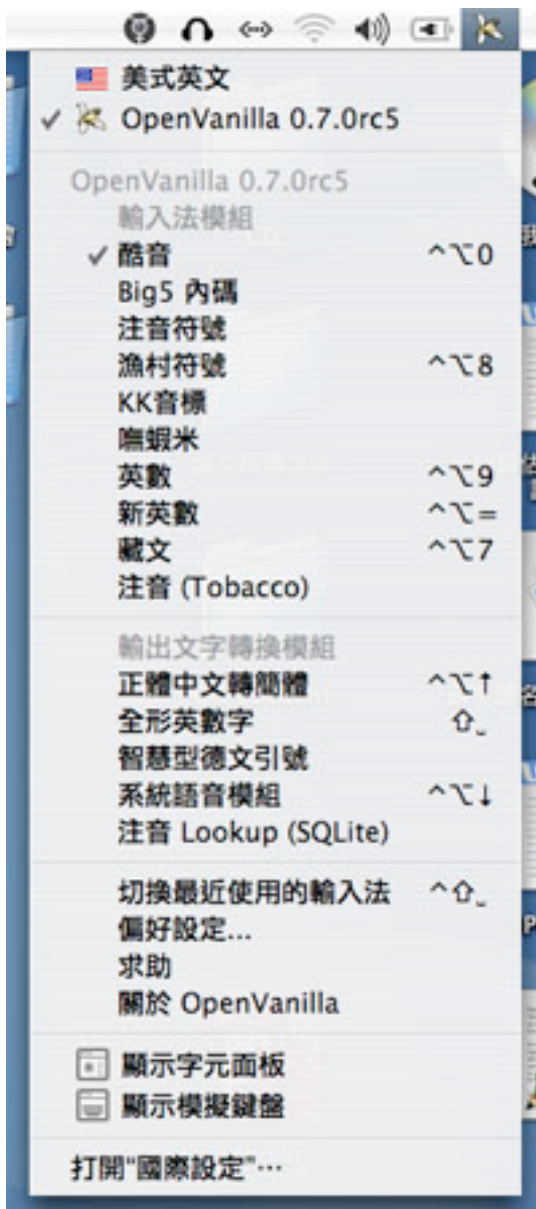 美式英文
✓ OpenVanilla 0.7.0rc5
OpenVanilla 0.7.0rc5
輸入法模組
✓ 酷音 ^⌥0
Big5 內碼
注音符號
漁村符號 ^⌥8
KK音標
嘸蝦米
英數 ^⌥9
新英數 ^⌥=
藏文 ^⌥7
注音 (Tobacco)
輸出文字轉換模組
正體中文轉簡體 ^⌥↑
全形英數字 ⇧˽
智慧型德文引號
系統語音模組 ^⌥↓
注音 Lookup (SQLite)
切換最近使用的輸入法 ^⇧˽
偏好設定...
求助
關於 OpenVanilla
顯示字元面板
顯示模擬鍵盤
打開“國際設定”⋯